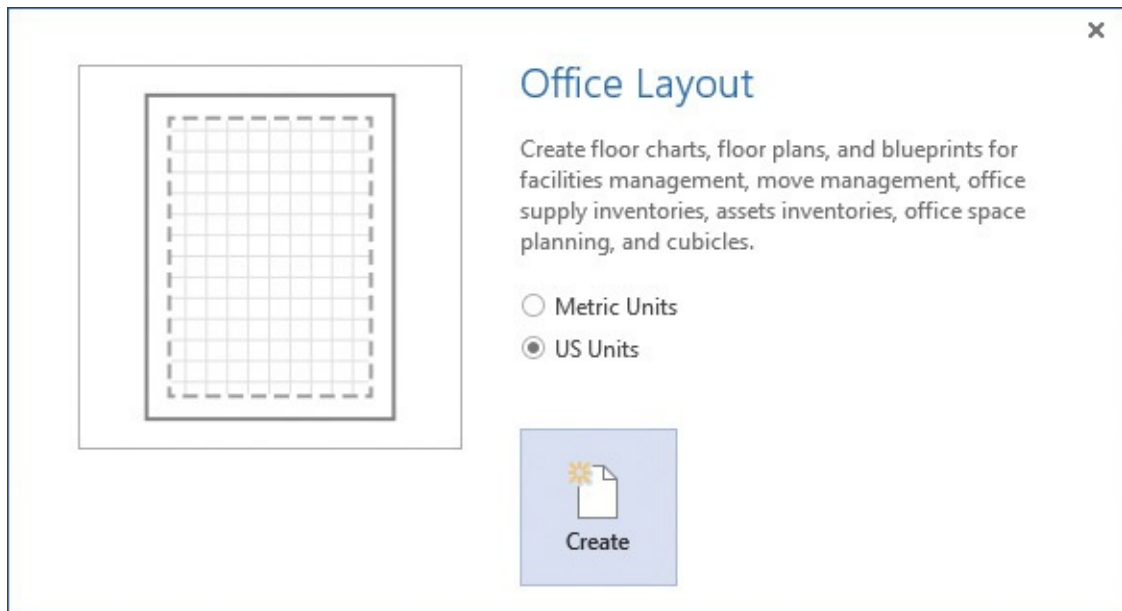 Office Layout
Create floor charts, floor plans, and blueprints for
facilities management, move management, office
supply inventories, assets inventories, office space
planning, and cubicles.
Metric Units
US Units
Create